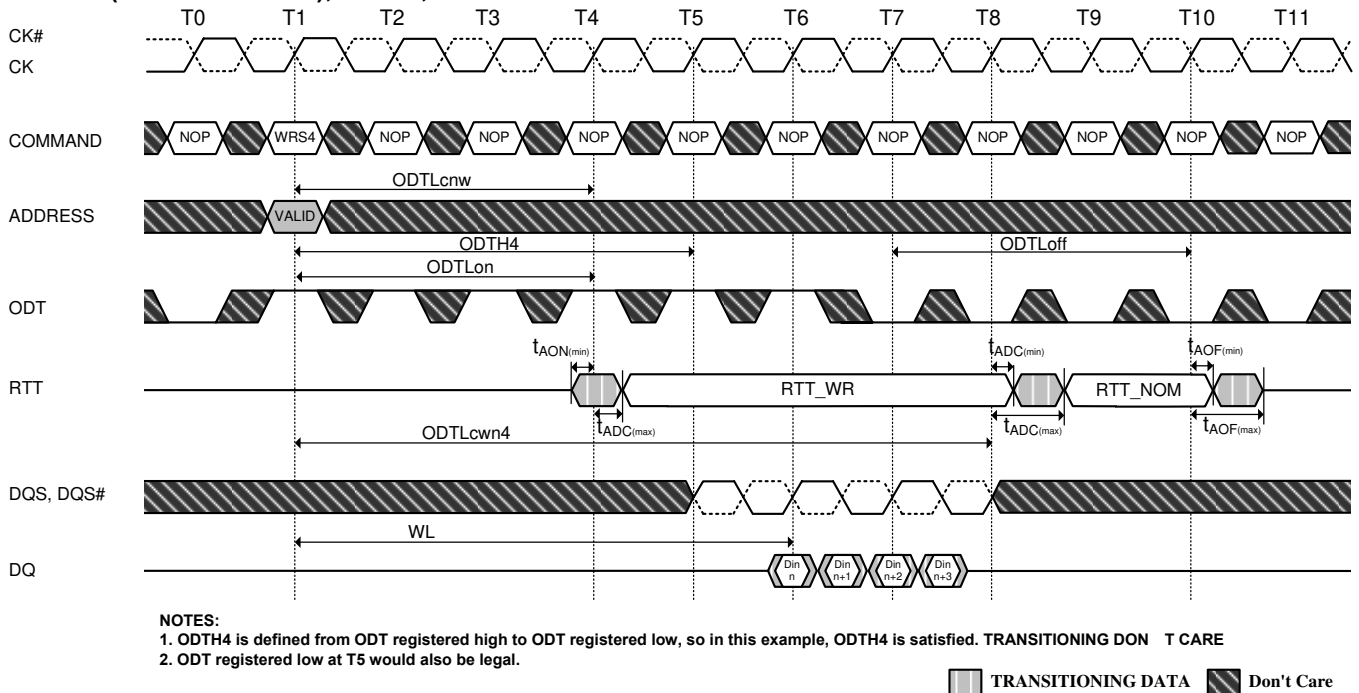 T0 T1 T2 T3 T4 T5 T6 T7 T8 T9 T10 T11
CK#
CK
COMMAND
NOP WRS4 NOP NOP NOP NOP NOP NOP NOP NOP NOP NOP
ODTLcnw
ADDRESS
VALID
ODTH4
ODTLoff
ODTLon
ODT
tAON(min)
tADC(min)
tAOF(min)
RTT
RTT_WR
RTT_NOM
tADC(max)
tADC(max)
tAOF(max)
ODTLcwn4
DQS, DQS#
WL
DQ
Din n
Din n+1
Din n+2
Din n+3
NOTES:
1. ODTH4 is defined from ODT registered high to ODT registered low, so in this example, ODTH4 is satisfied. TRANSITIONING DON T CARE
2. ODT registered low at T5 would also be legal.
TRANSITIONING DATA
Don't Care